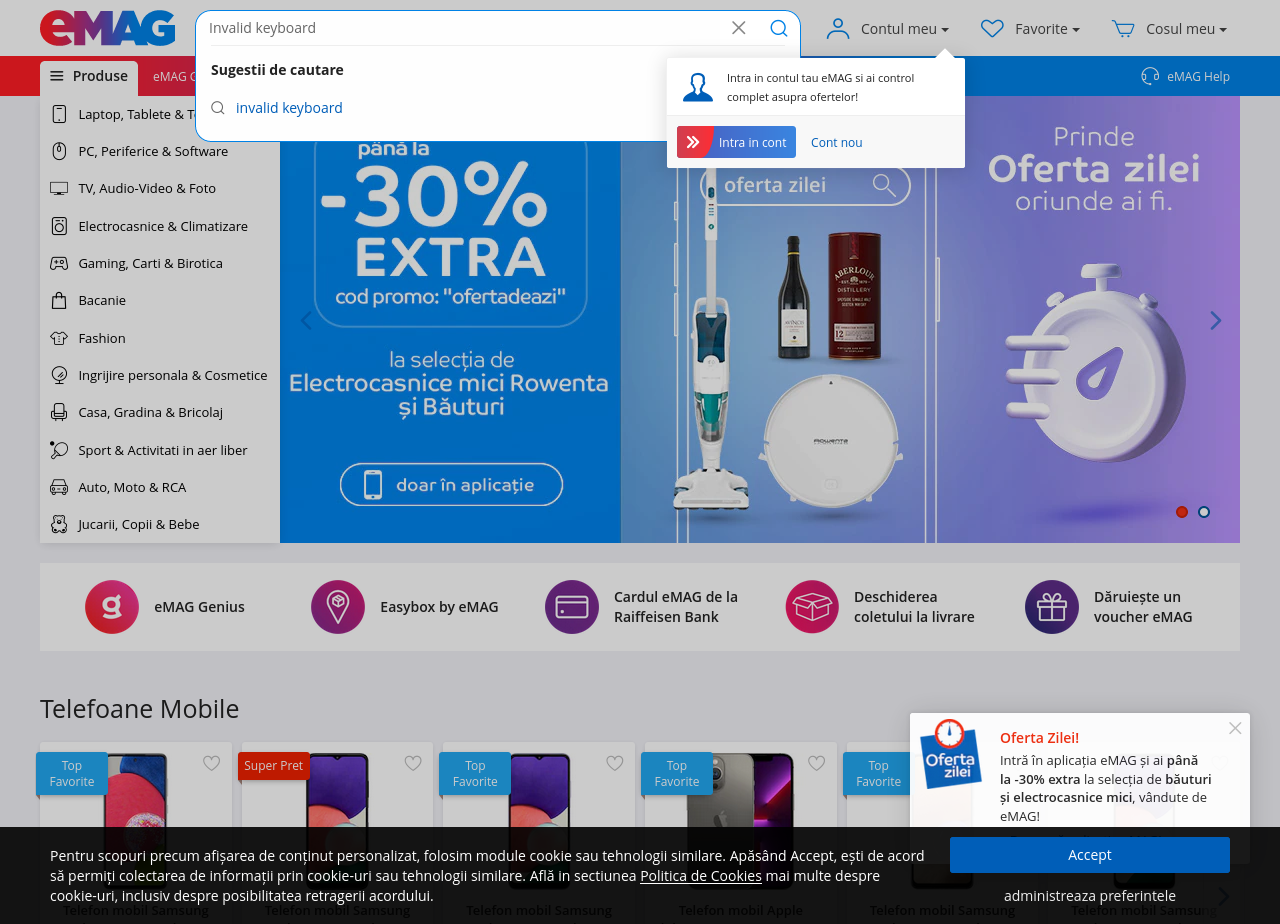 eMAG
Invalid keyboard
Contul meu
Favorite
Cosul meu
Produse
eMAG G
eMAG Help
Sugestii de cautare
invalid keyboard
Intra in contul tau eMAG si ai control
complet asupra ofertelor!
Intra in cont
Cont nou
Laptop, Tablete & T
PC, Periferice & Software
TV, Audio-Video & Foto
Electrocasnice & Climatizare
Gaming, Carti & Birotica
Bacanie
Fashion
Ingrijire personala & Cosmetice
Casa, Gradina & Bricolaj
Sport & Activitati in aer liber
Auto, Moto & RCA
Jucarii, Copii & Bebe
până la
-30%
EXTRA
cod promo: "ofertadeazi"
la selecția de
Electrocasnice mici Rowenta
și Băuturi
doar în aplicație
oferta zilei
ABERLOUR
DISTILLERY
12
ROWENTA
Prinde
Oferta zilei
oriunde ai fi.
eMAG Genius
Easybox by eMAG
Cardul eMAG de la
Raiffeisen Bank
Deschiderea
coletului la livrare
Dăruiește un
voucher eMAG
Telefoane Mobile
Top
Favorite
Super Pret
Top
Favorite
Top
Favorite
Top
Favorite
Oferta
zilei
Oferta Zilei!
Intră în aplicația eMAG și ai până
la -30% extra la selecția de băuturi
și electrocasnice mici, vândute de
eMAG!
Pentru scopuri precum afișarea de conținut personalizat, folosim module cookie sau tehnologii similare. Apăsând Accept, ești de acord
să permiți colectarea de informații prin cookie-uri sau tehnologii similare. Află in sectiunea Politica de Cookies mai multe despre
cookie-uri, inclusiv despre posibilitatea retragerii acordului.
Accept
administreaza preferintele
Telefon mobil Samsung
Telefon mobil Samsung
Telefon mobil Samsung
Telefon mobil Apple
Telefon mobil Samsung
Telefon mobil Samsung